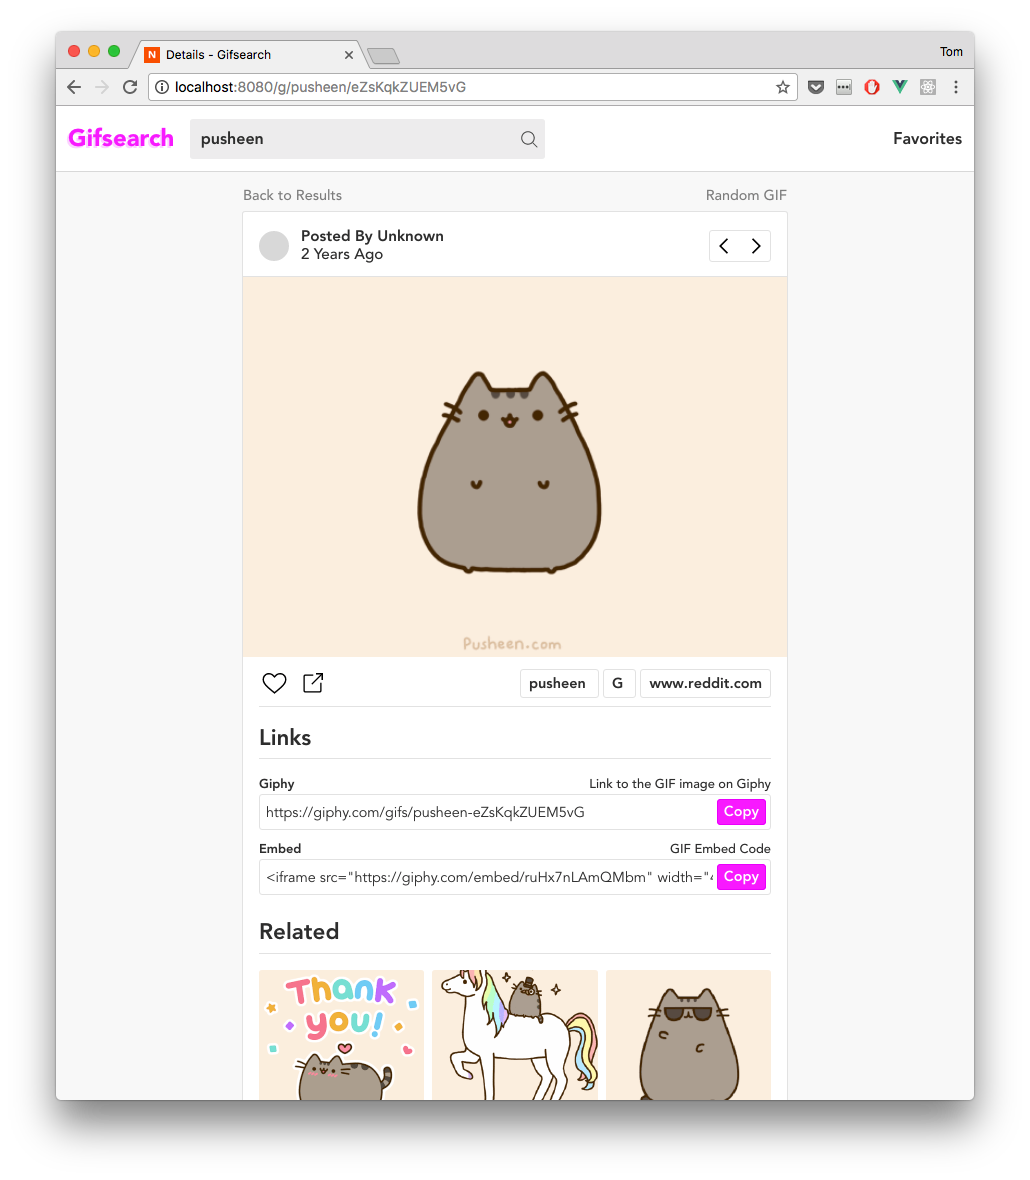 N Details - Gifsearch
Tom
localhost:8080/g/pusheen/eZsKqkZUEM5vG
Gifsearch
pusheen
Favorites
Back to Results
Random GIF
Posted By Unknown
2 Years Ago
Pusheen.com
pusheen
G
www.reddit.com
Links
Giphy
Link to the GIF image on Giphy
https://giphy.com/gifs/pusheen-eZsKqkZUEM5vG
Copy
Embed
GIF Embed Code
<iframe src="https://giphy.com/embed/ruHx7nLAmQMbm" width="
Copy
Related
Thank
you!